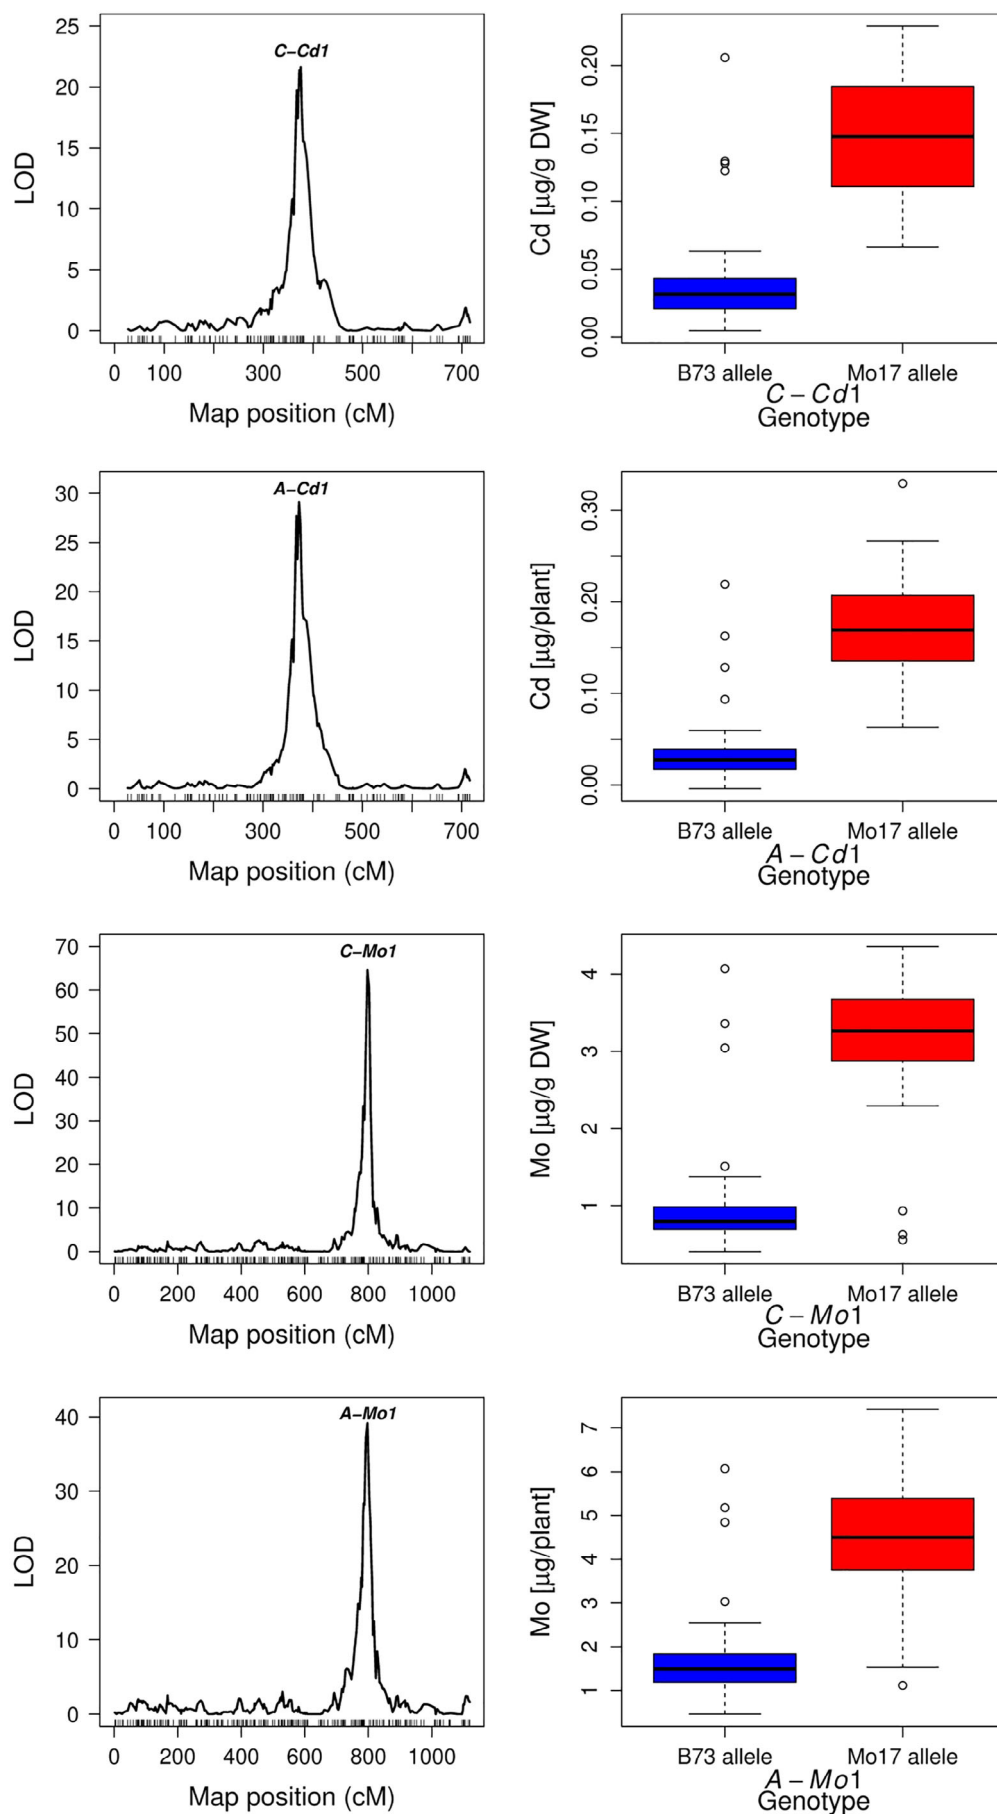 C–Cd1
LOD
25
20
15
10
5
0
0 100 300 500 700
Map position (cM)
Cd [µg/g DW]
0.20
0.15
0.10
0.05
0.00
B73 allele Mo17 allele
C – Cd1
Genotype
A–Cd1
LOD
30
25
20
15
10
5
0
0 100 300 500 700
Map position (cM)
Cd [µg/plant]
0.30
0.20
0.10
0.00
B73 allele Mo17 allele
A – Cd1
Genotype
C–Mo1
LOD
70
60
50
40
30
20
10
0
0 200 400 600 800 1000
Map position (cM)
Mo [µg/g DW]
4
3
2
1
B73 allele Mo17 allele
C – Mo1
Genotype
A–Mo1
LOD
40
30
20
10
0
0 200 400 600 800 1000
Map position (cM)
Mo [µg/plant]
7
6
5
4
3
2
1
B73 allele Mo17 allele
A – Mo1
Genotype